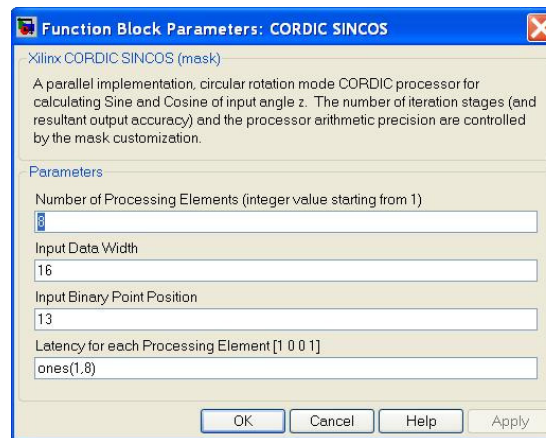 Function Block Parameters: CORDIC SINCOS
Xilinx CORDIC SINCOS (mask)
A parallel implementation, circular rotation mode CORDIC processor for
calculating Sine and Cosine of input angle z. The number of iteration stages (and
resultant output accuracy) and the processor arithmetic precision are controlled
by the mask customization.
Parameters
Number of Processing Elements (integer value starting from 1)
8
Input Data Width
16
Input Binary Point Position
13
Latency for each Processing Element [1 0 0 1]
ones(1,8)
OK Cancel Help Apply